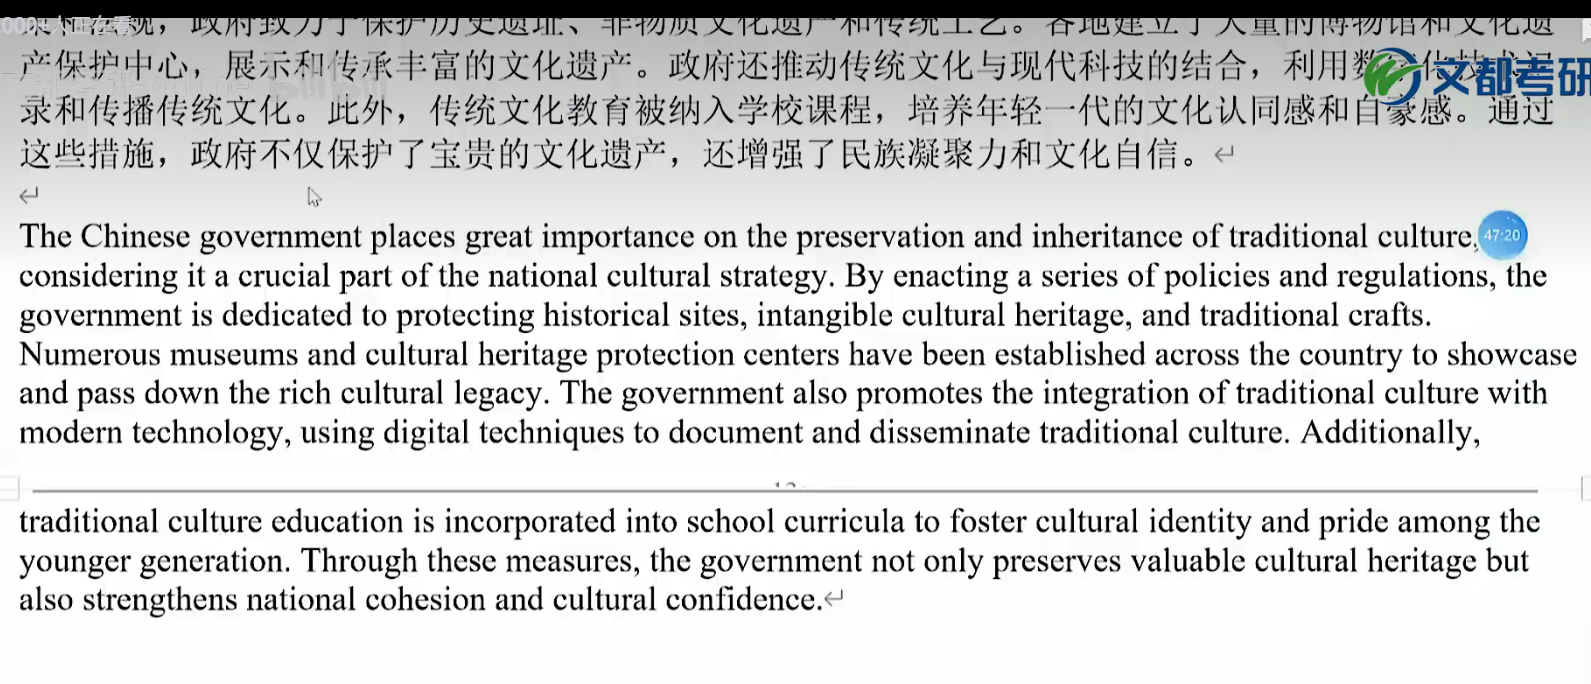 政府致力于保护历史遗址、非物质文化遗产和传统工艺。各地建立了大量的博物馆和文化遗
产保护中心，展示和传承丰富的文化遗产。政府还推动传统文化与现代科技的结合，利用数字化技术记
录和传播传统文化。此外，传统文化教育被纳入学校课程，培养年轻一代的文化认同感和自豪感。通过
这些措施，政府不仅保护了宝贵的文化遗产，还增强了民族凝聚力和文化自信。
文都考研
The Chinese government places great importance on the preservation and inheritance of traditional culture,
47:20
considering it a crucial part of the national cultural strategy. By enacting a series of policies and regulations, the
government is dedicated to protecting historical sites, intangible cultural heritage, and traditional crafts.
Numerous museums and cultural heritage protection centers have been established across the country to showcase
and pass down the rich cultural legacy. The government also promotes the integration of traditional culture with
modern technology, using digital techniques to document and disseminate traditional culture. Additionally,
traditional culture education is incorporated into school curricula to foster cultural identity and pride among the
younger generation. Through these measures, the government not only preserves valuable cultural heritage but
also strengthens national cohesion and cultural confidence.